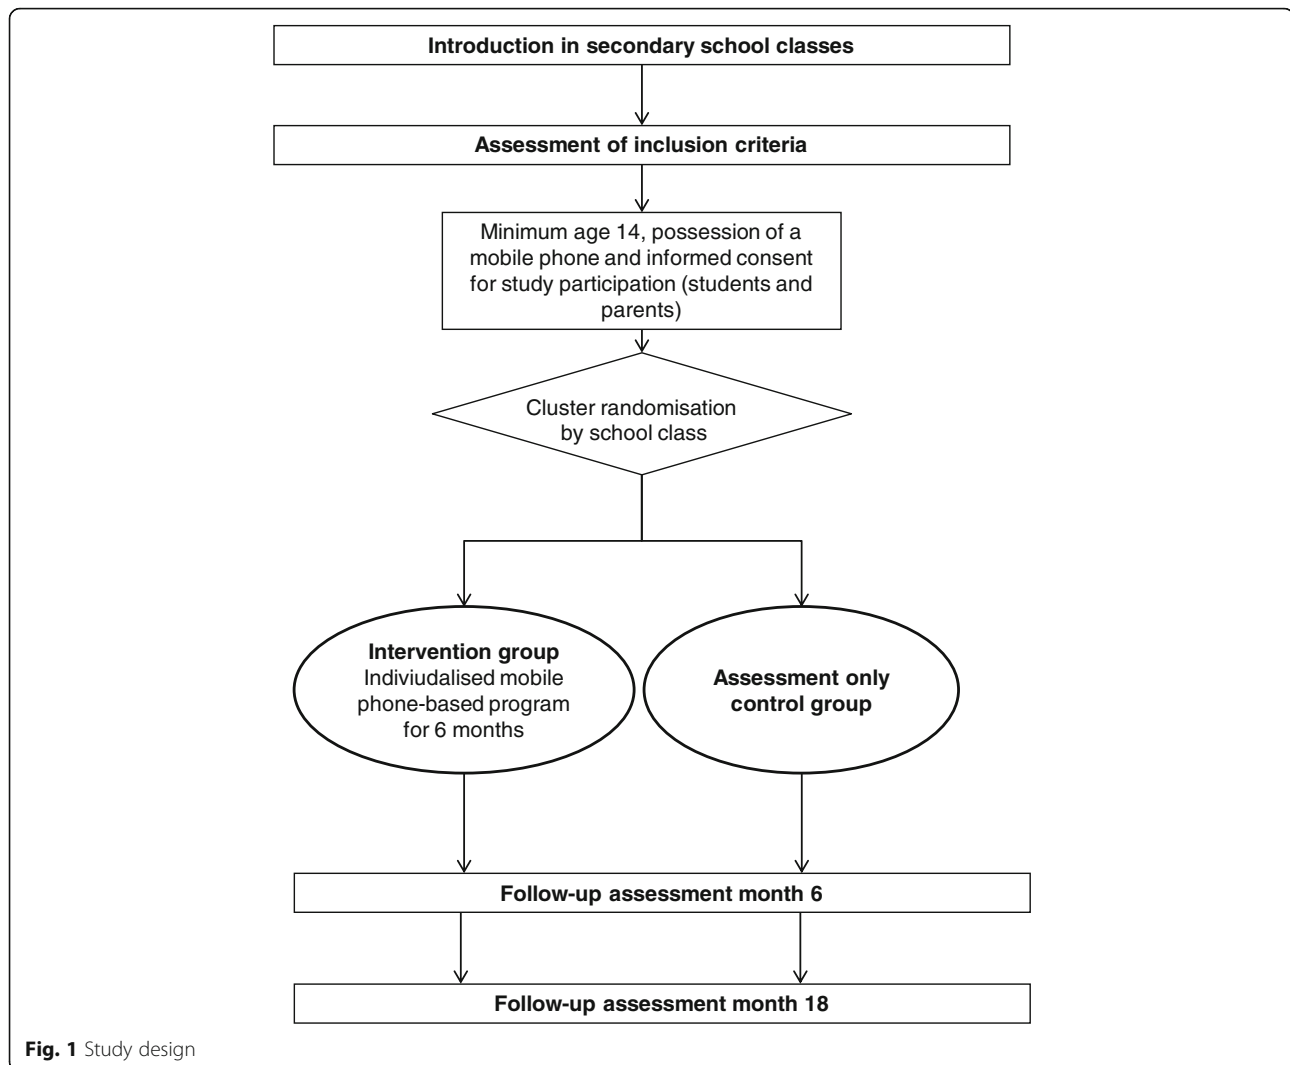 Introduction in secondary school classes
Assessment of inclusion criteria
Minimum age 14, possession of a
mobile phone and informed consent
for study participation (students and
parents)
Cluster randomisation
by school class
Intervention group
Indiviudalised mobile
phone-based program
for 6 months
Assessment only
control group
Follow-up assessment month 6
Follow-up assessment month 18
Fig. 1 Study design